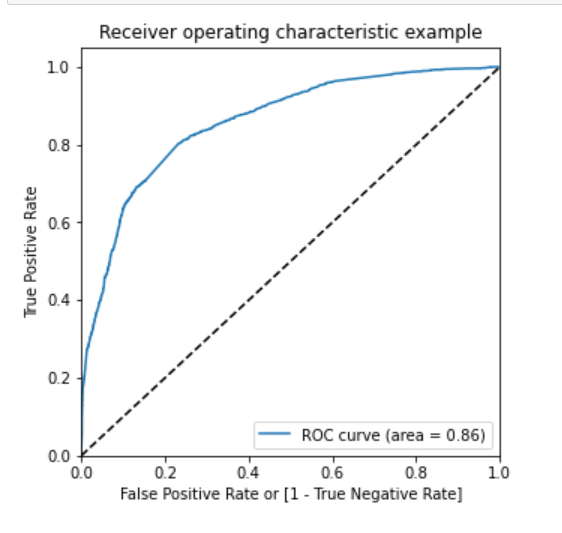 Receiver operating characteristic example
1.0
0.8
0.6
0.4
0.2
0.0
True Positive Rate
ROC curve (area = 0.86)
0.0 0.2 0.4 0.6 0.8 1.0
False Positive Rate or [1 - True Negative Rate]